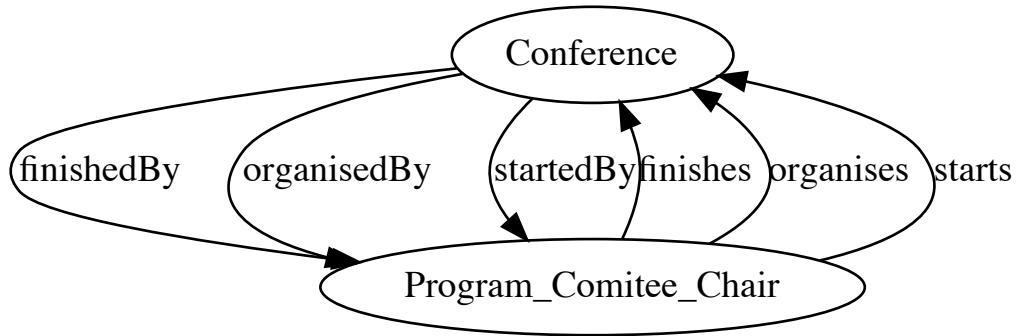 Conference
finishedBy
organisedBy
startedBy
finishes
organises
starts
Program_Comitee_Chair